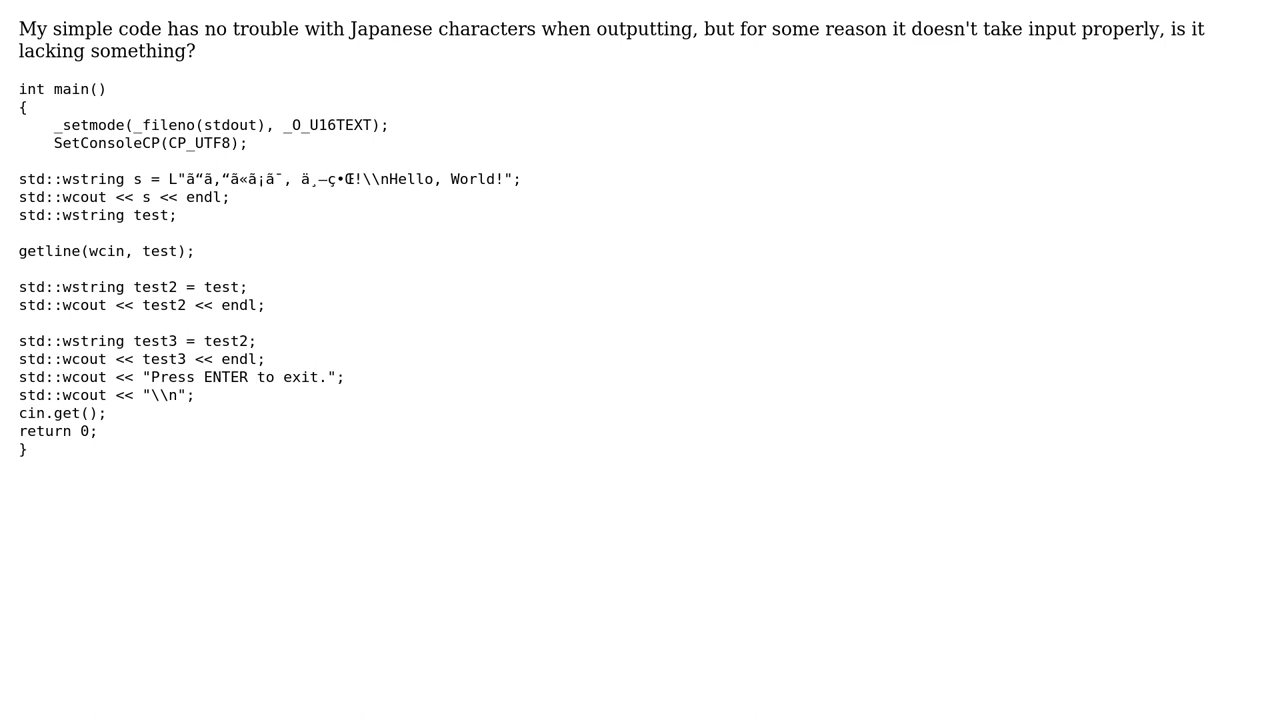 My simple code has no trouble with Japanese characters when outputting, but for some reason it doesn't take input properly, is it
lacking something?
int main()
{
_setmode(_fileno(stdout), _O_U16TEXT);
SetConsoleCP(CP_UTF8);
std::wstring s = L"ã“ã‚“ã«ã¡ã¯, ä¸–ç•Œ!\\nHello, World!";
std::wcout << s << endl;
std::wstring test;
getline(wcin, test);
std::wstring test2 = test;
std::wcout << test2 << endl;
std::wstring test3 = test2;
std::wcout << test3 << endl;
std::wcout << "Press ENTER to exit.";
std::wcout << "\\n";
cin.get();
return 0;
}